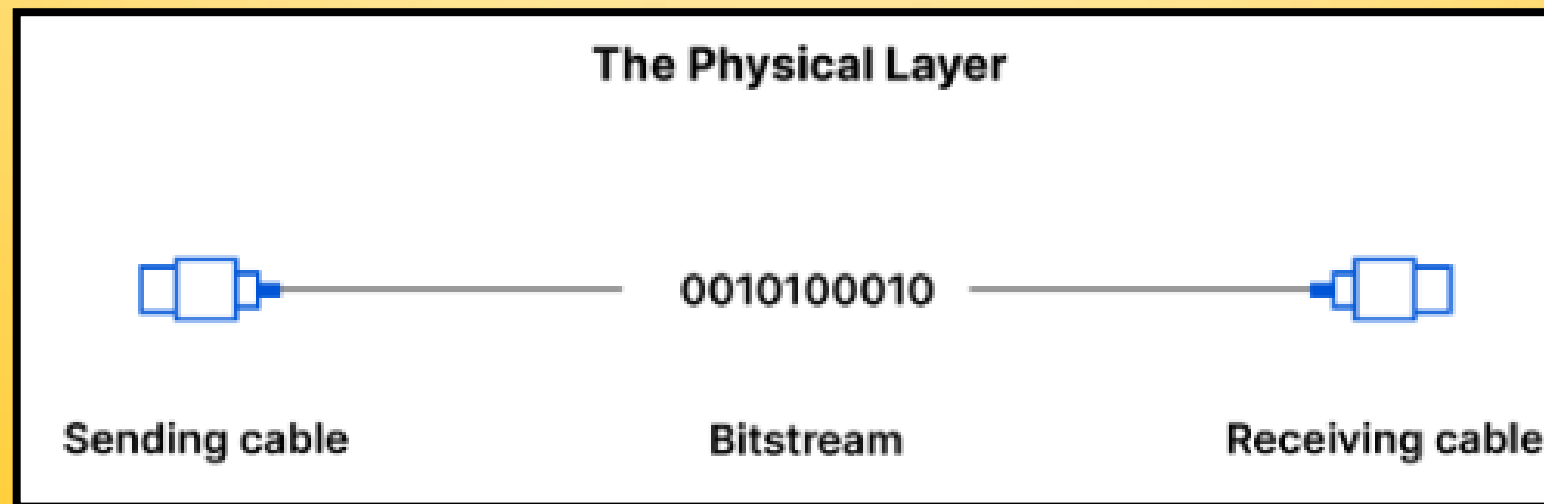 The Physical Layer
0010100010
Sending cable Bitstream Receiving cable